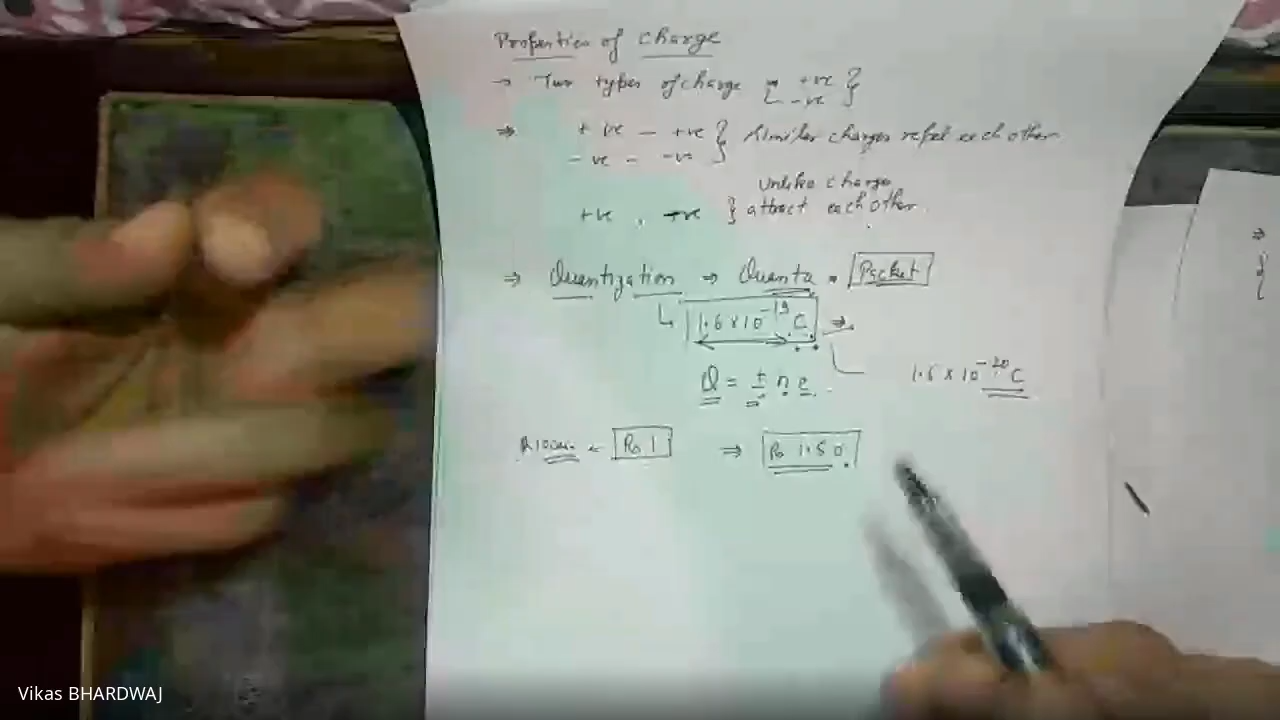 Properties of charge
→ Two types of charge [ +ve -ve }
⇒ +ve - +ve } Similar charges repel each other
-ve - -ve }
unlike charge
+ve , -ve } attract each other
⇒ Quantization ⇒ Quanta = Packet
↳ 1.6 x 10⁻¹⁹ C ⇒
Q = ± n e .
1.6 x 10⁻²⁰ C
Rs 1 ⇒ Rs 1.50
Vikas BHARDWAJ